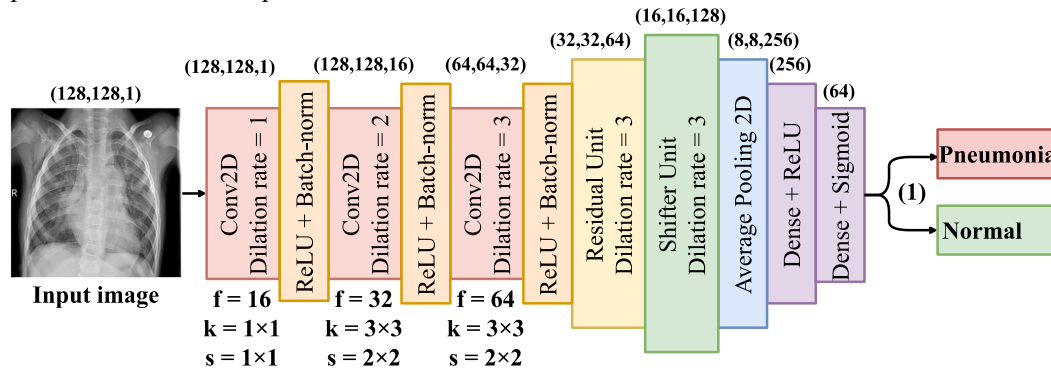 (16,16,128)
(32,32,64)
(8,8,256)
(128,128,1)
(128,128,16)
(64,64,32)
(256)
(128,128,1)
(64)
R
Input image
Conv2D
Dilation rate = 1
ReLU + Batch-norm
Conv2D
Dilation rate = 2
ReLU + Batch-norm
Conv2D
Dilation rate = 3
ReLU + Batch-norm
Residual Unit
Dilation rate = 3
Shifter Unit
Dilation rate = 3
Average Pooling 2D
Dense + ReLU
Dense + Sigmoid
(1)
Pneumonia
Normal
f = 16
k = 1×1
s = 1×1
f = 32
k = 3×3
s = 2×2
f = 64
k = 3×3
s = 2×2